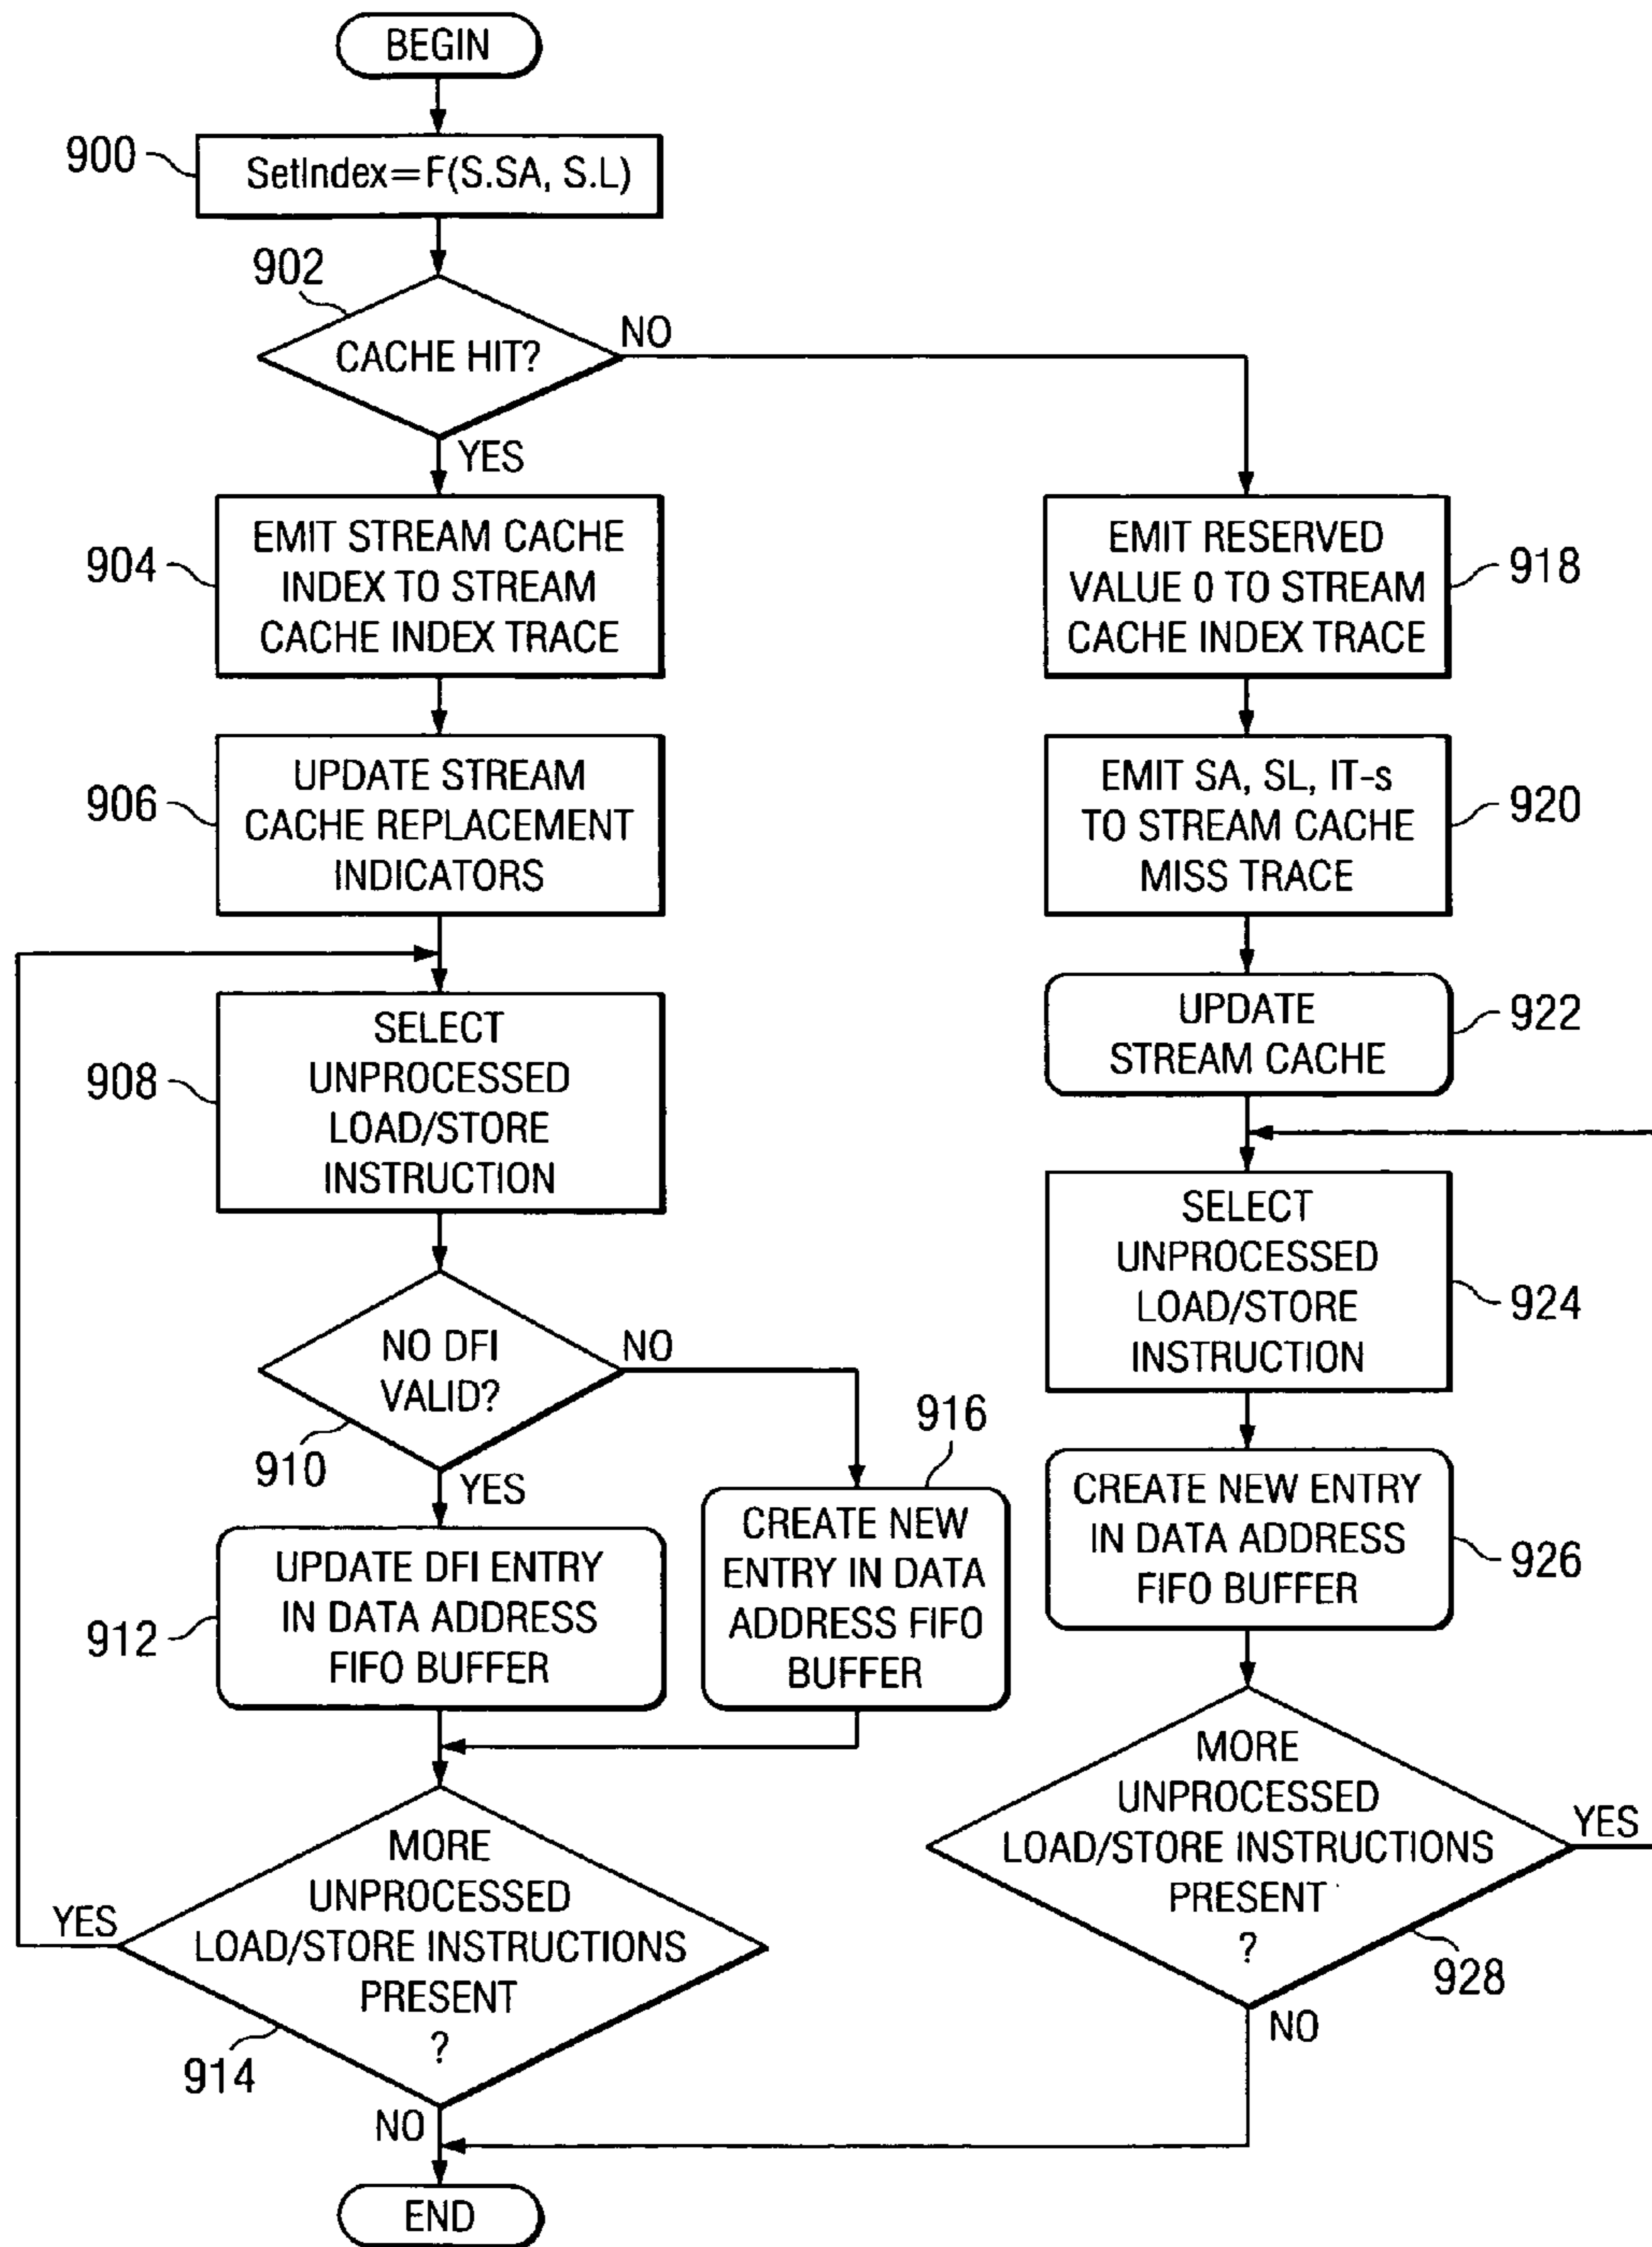 BEGIN
900
SetIndex=F(S.SA, S.L)
902
CACHE HIT?
NO
YES
904
EMIT STREAM CACHE
INDEX TO STREAM
CACHE INDEX TRACE
906
UPDATE STREAM
CACHE REPLACEMENT
INDICATORS
908
SELECT
UNPROCESSED
LOAD/STORE
INSTRUCTION
NO DFI
VALID?
910
NO
YES
912
UPDATE DFI ENTRY
IN DATA ADDRESS
FIFO BUFFER
916
CREATE NEW
ENTRY IN DATA
ADDRESS FIFO
BUFFER
MORE
UNPROCESSED
LOAD/STORE INSTRUCTIONS
PRESENT
?
YES
914
NO
EMIT RESERVED
VALUE 0 TO STREAM
CACHE INDEX TRACE
918
EMIT SA, SL, IT-s
TO STREAM CACHE
MISS TRACE
920
UPDATE
STREAM CACHE
922
SELECT
UNPROCESSED
LOAD/STORE
INSTRUCTION
924
CREATE NEW ENTRY
IN DATA ADDRESS
FIFO BUFFER
926
MORE
UNPROCESSED
LOAD/STORE INSTRUCTIONS
PRESENT
?
YES
928
NO
END